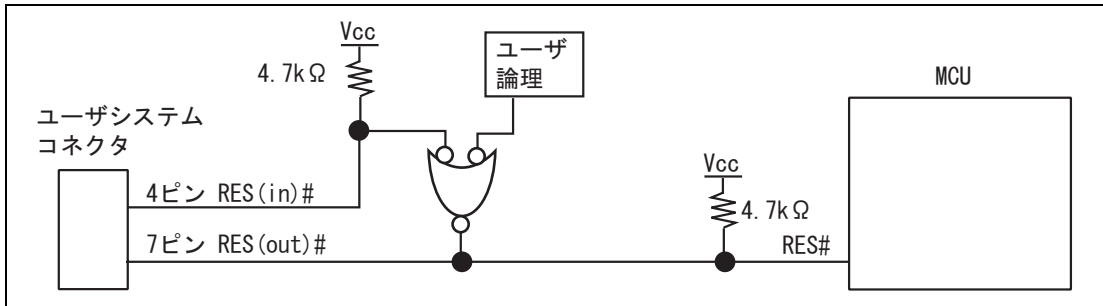 Vcc
4.7kΩ
ユーザ
論理
MCU
ユーザシステム
コネクタ
4ピン RES(in)#
Vcc
4.7kΩ
7ピン RES(out)#
RES#